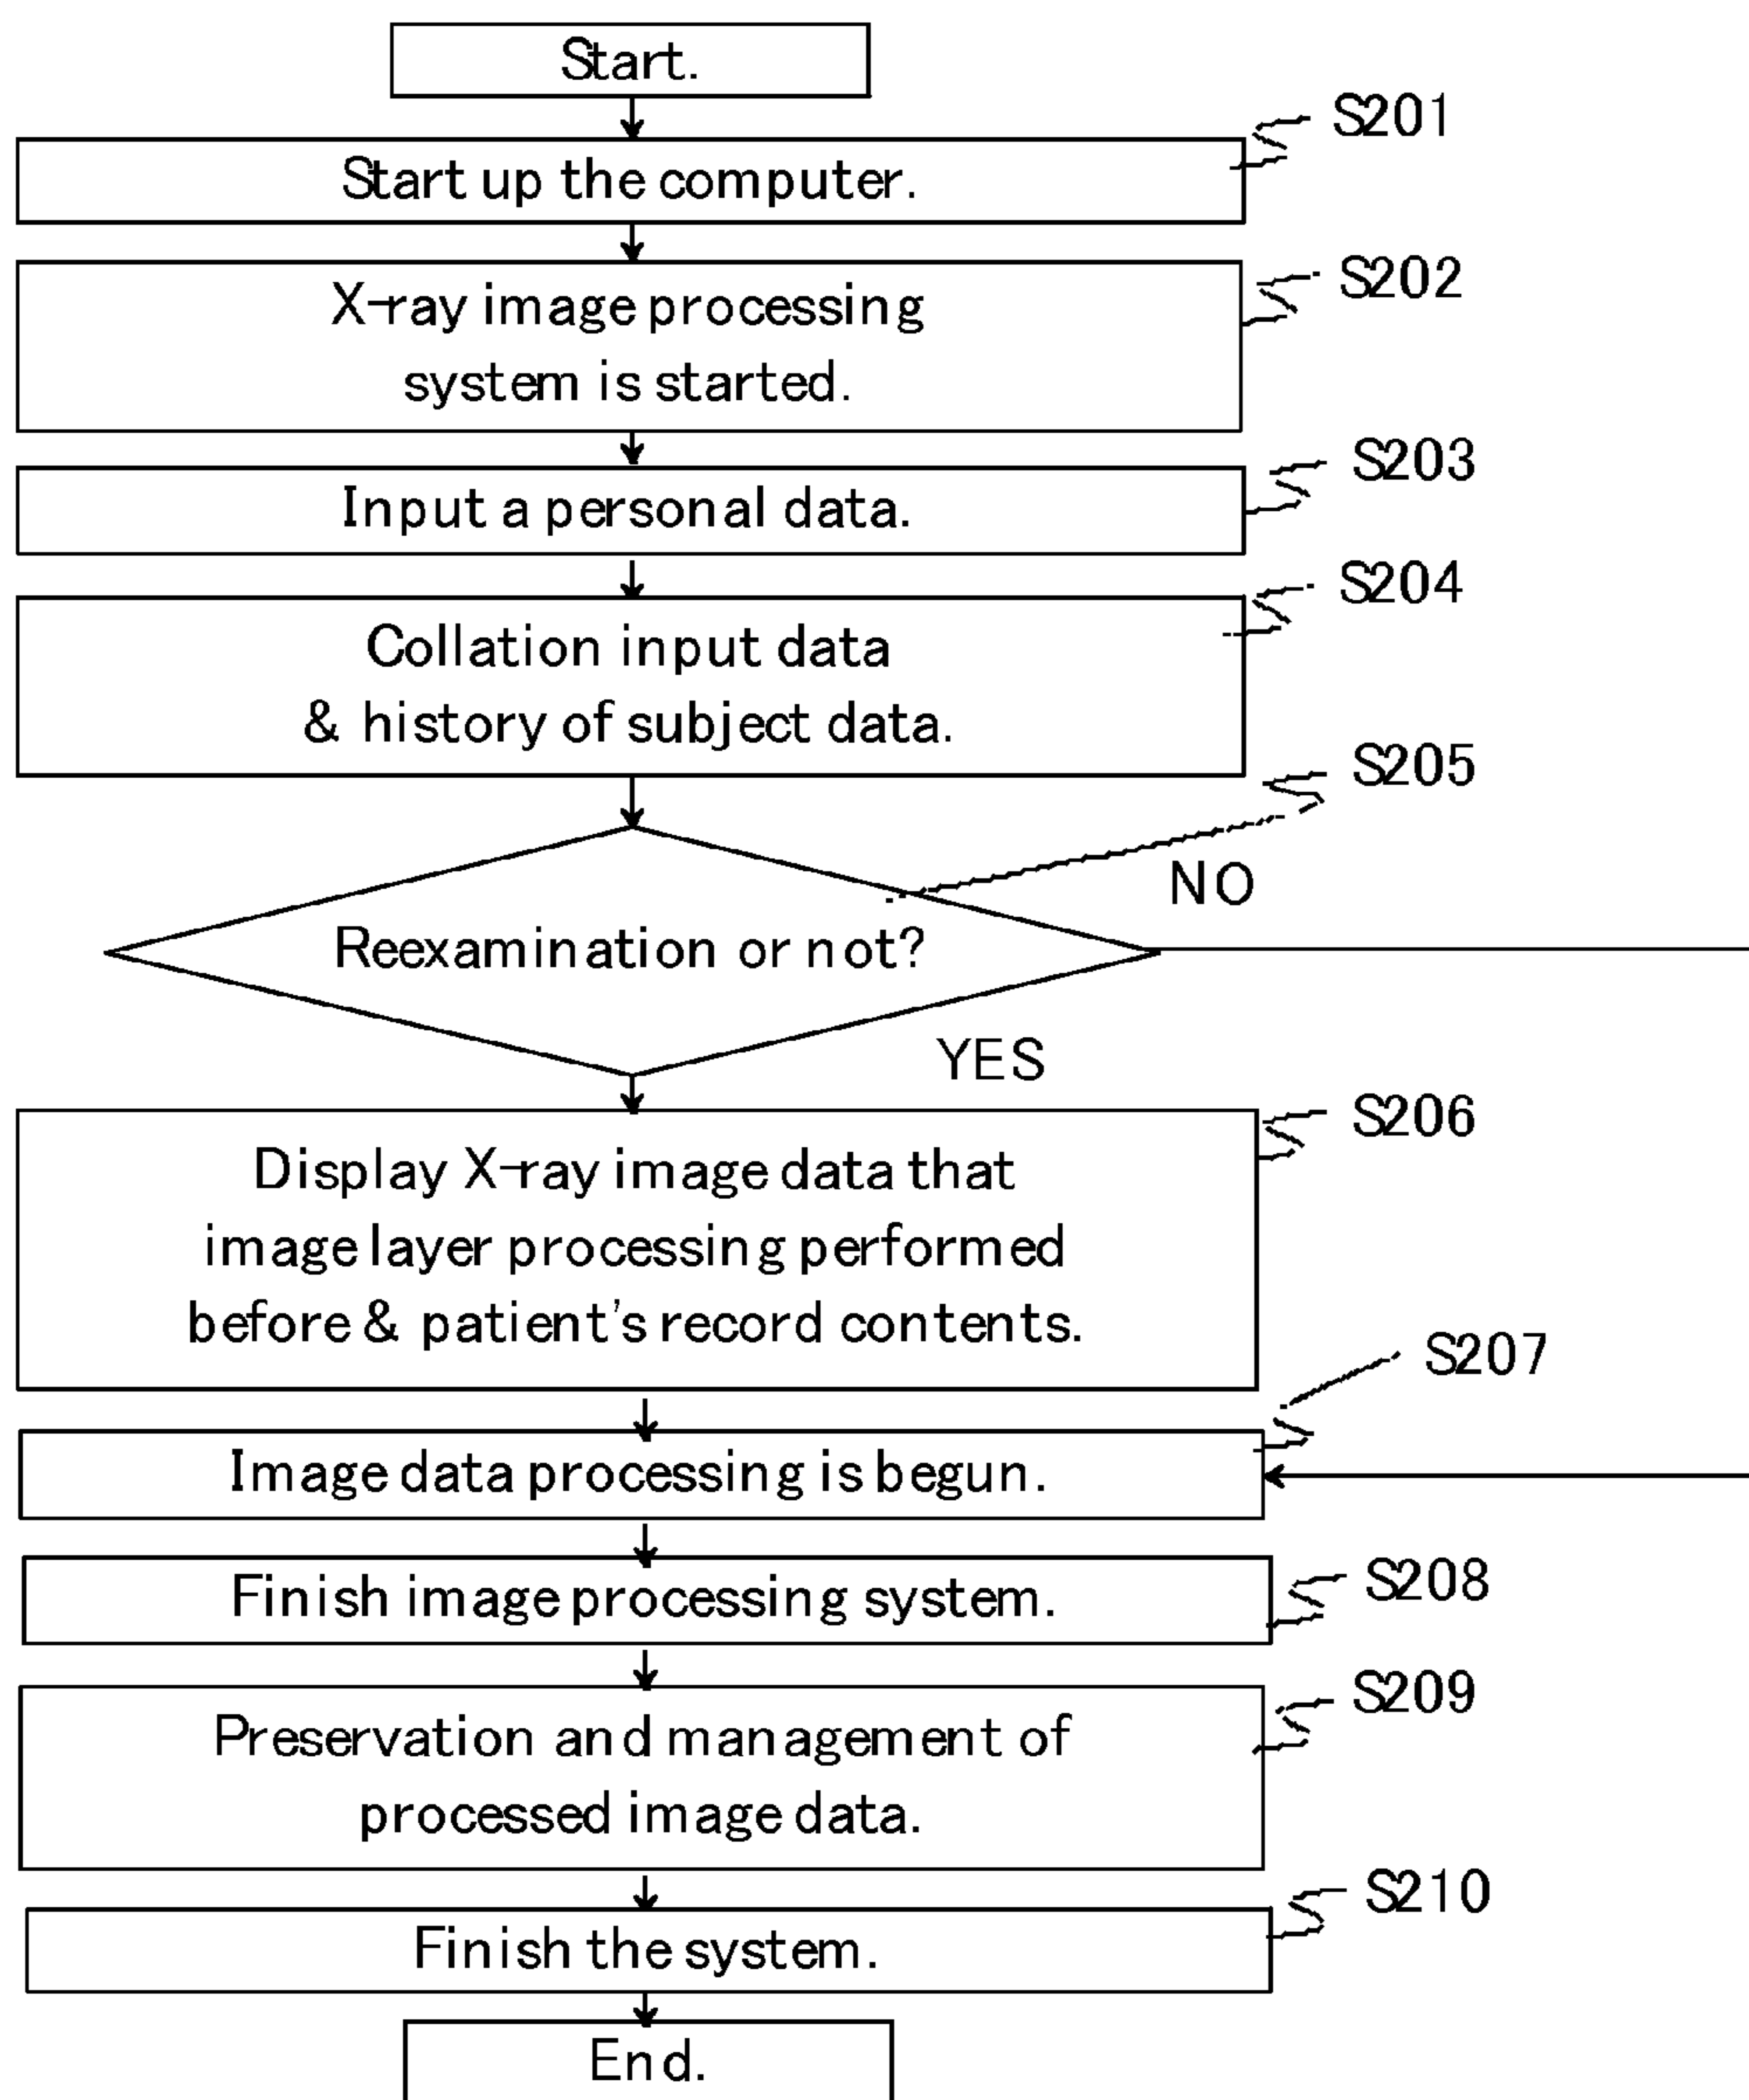 Start.
S201
Start up the computer.
S202
X-ray image processing
system is started.
S203
Input a personal data.
S204
Collation input data
& history of subject data.
S205
NO
Reexamination or not?
YES
S206
Display X-ray image data that
image layer processing performed
before & patient's record contents.
S207
Image data processing is begun.
S208
Finish image processing system.
S209
Preservation and management of
processed image data.
S210
Finish the system.
End.